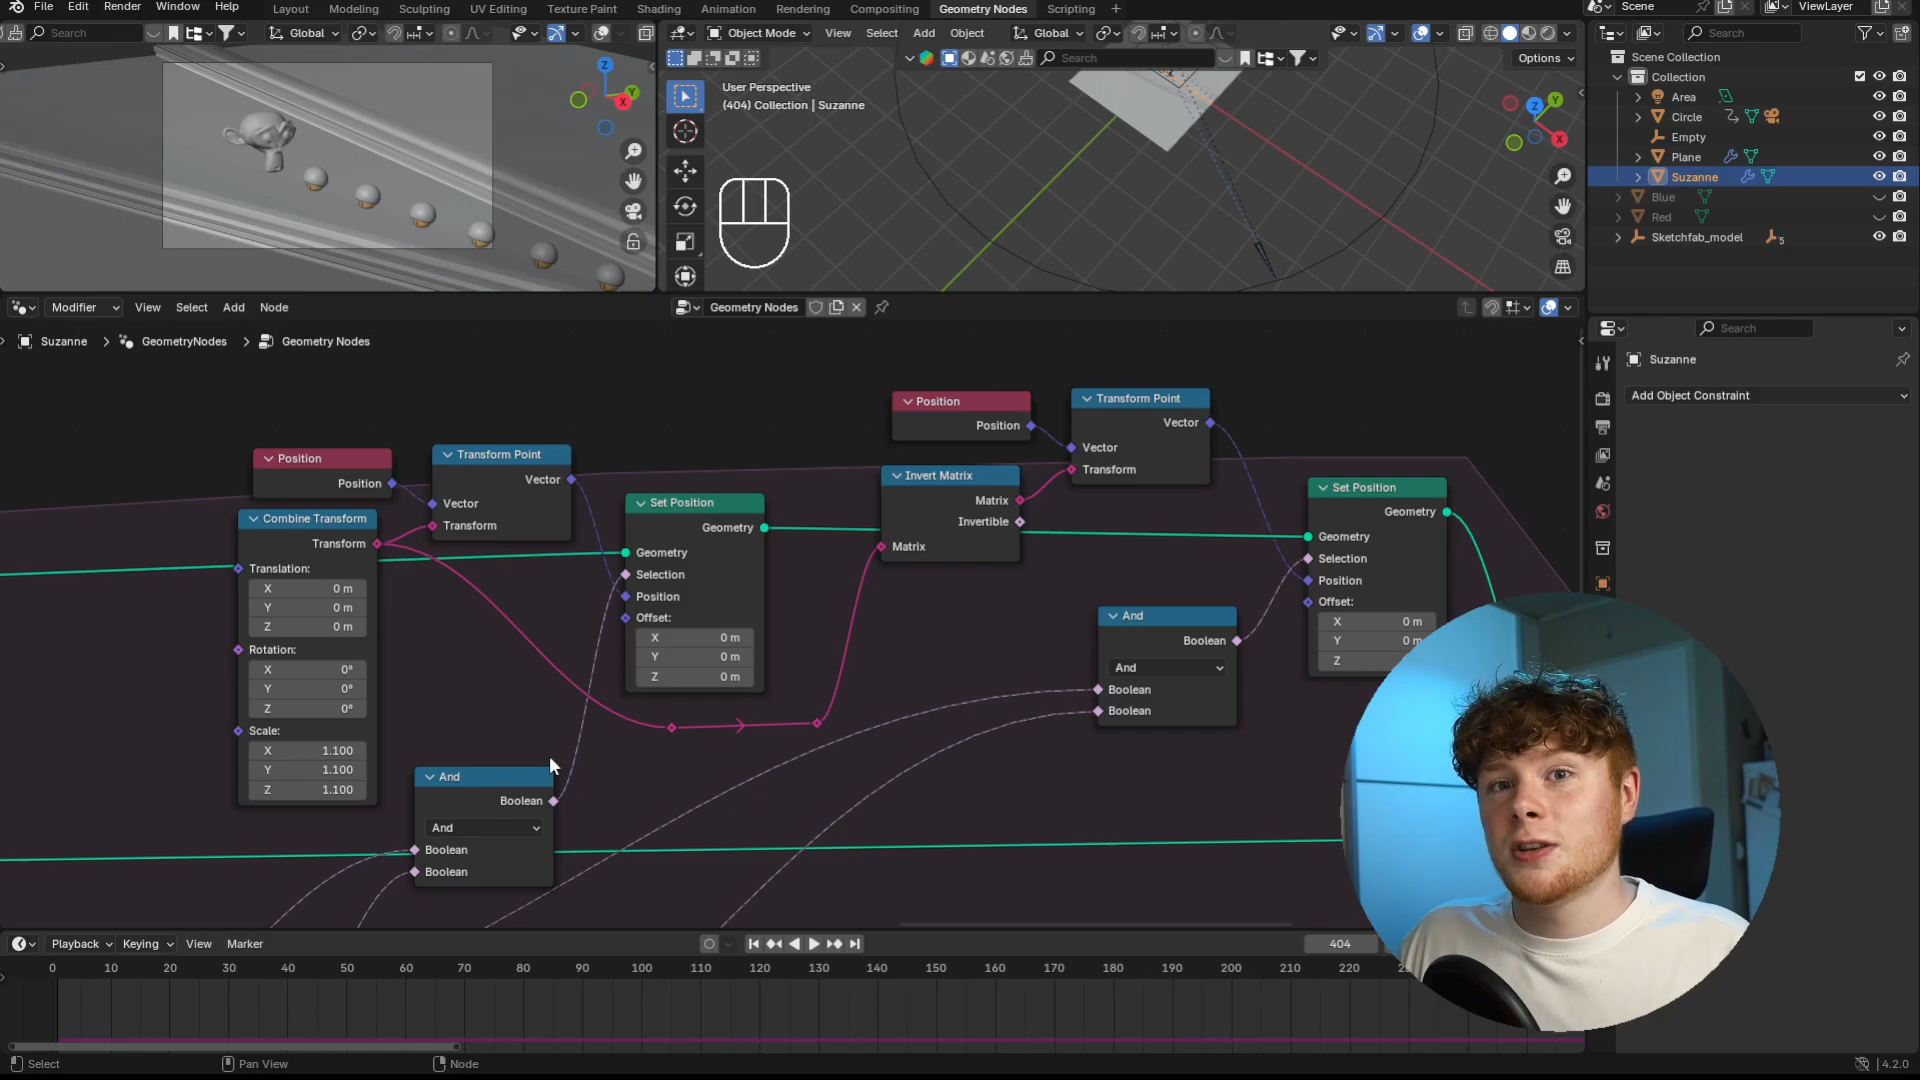 File Edit Render Window Help Layout Modeling Sculpting UV Editing Texture Paint Shading Animation Rendering Compositing Geometry Nodes Scripting + Scene ViewLayer
Search Global Object Mode View Select Add Object Global Search
Search Options
User Perspective
(404) Collection | Suzanne
Z
Y
X
Z
Y
X
Scene Collection
Collection
Area
Circle
Empty
Plane
Suzanne
Blue
Red
Sketchfab_model 5
Modifier View Select Add Node Geometry Nodes
Suzanne > GeometryNodes > Geometry Nodes
Search
Suzanne
Add Object Constraint
Position
Position
Transform Point
Vector
Vector
Transform
Combine Transform
Transform
Translation:
X 0 m
Y 0 m
Z 0 m
Rotation:
X 0°
Y 0°
Z 0°
Scale:
X 1.100
Y 1.100
Z 1.100
Set Position
Geometry
Geometry
Selection
Position
Offset:
X 0 m
Y 0 m
Z 0 m
And
Boolean
And
Boolean
Boolean
Position
Position
Transform Point
Vector
Vector
Transform
Invert Matrix
Matrix
Invertible
Matrix
And
Boolean
And
Boolean
Boolean
Set Position
Geometry
Geometry
Selection
Position
Offset:
X 0 m
Y
Z
Playback Keying View Marker 404
0 10 20 30 40 50 60 70 80 90 100 110 120 130 140 150 160 170 180 190 200 210 220
Select Pan View Node 4.2.0